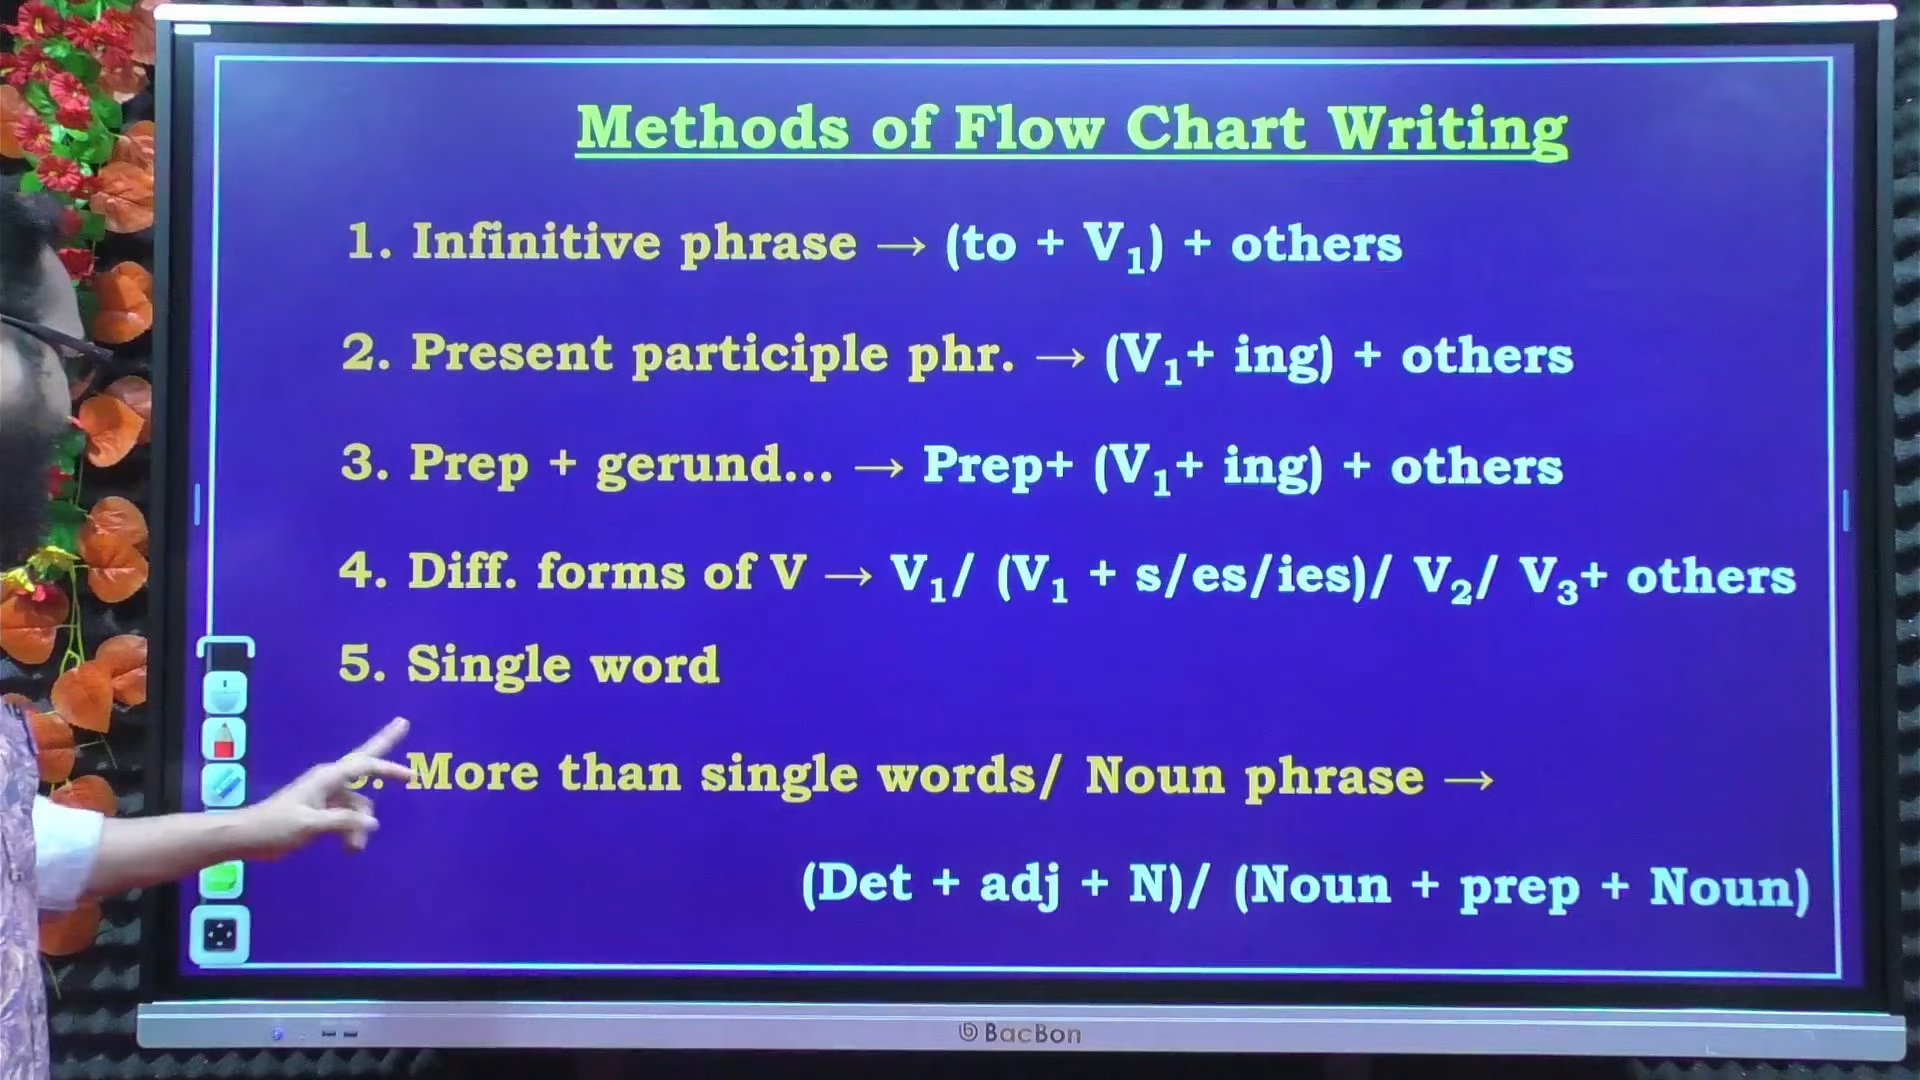 Methods of Flow Chart Writing
1. Infinitive phrase → (to + V₁) + others
2. Present participle phr. → (V₁+ ing) + others
3. Prep + gerund... → Prep+ (V₁+ ing) + others
4. Diff. forms of V → V₁/ (V₁ + s/es/ies)/ V₂/ V₃+ others
5. Single word
6. More than single words/ Noun phrase →
(Det + adj + N)/ (Noun + prep + Noun)
BacBon